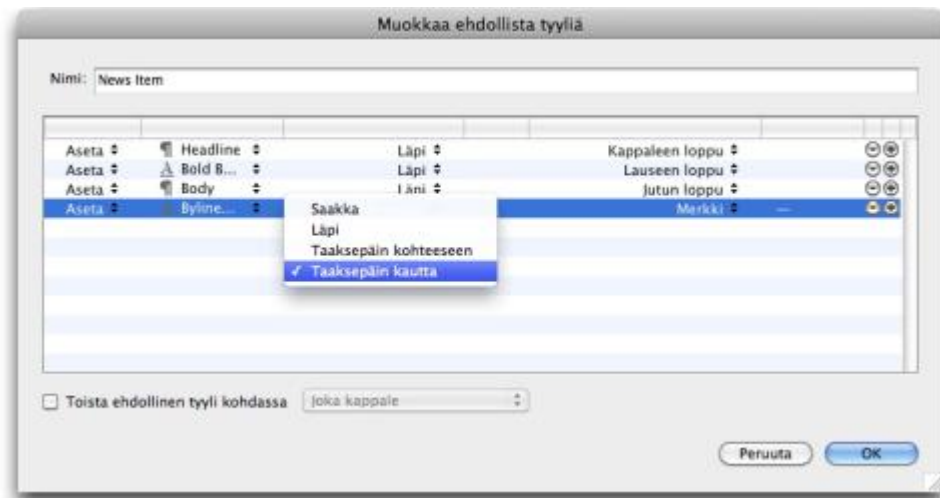 Muokkaa ehdollista tyyliä
Nimi: News Item
Aseta Headline Läpi Kappaleen loppu
Aseta Bold B... Läpi Lauseen loppu
Aseta Body Läpi Jutun loppu
Aseta Byline... Merkki —
Saakka
Läpi
Taaksepäin kohteeseen
✓ Taaksepäin kautta
Toista ehdollinen tyyli kohdassa Joka kappale
Peruuta OK